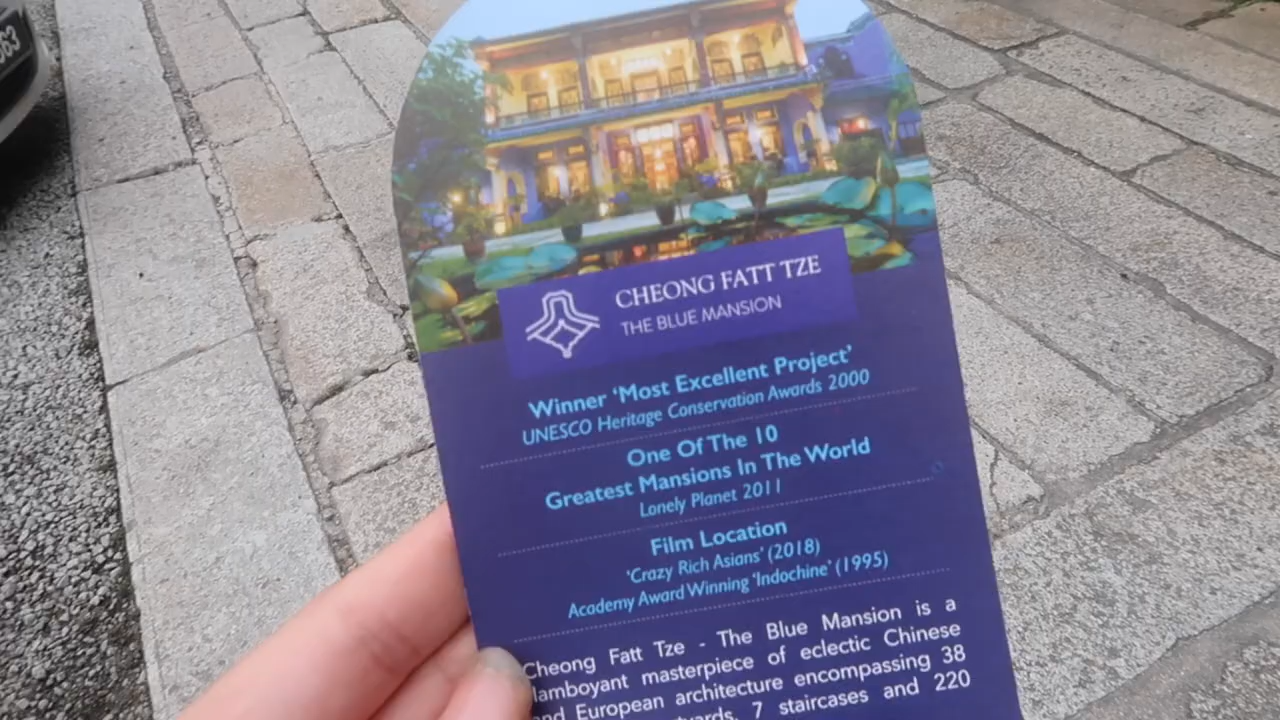 CHEONG FATT TZE
THE BLUE MANSION
Winner ‘Most Excellent Project’
UNESCO Heritage Conservation Awards 2000
One Of The 10
Greatest Mansions In The World
Lonely Planet 2011
Film Location
‘Crazy Rich Asians’ (2018)
Academy Award Winning ‘Indochine’ (1995)
Cheong Fatt Tze - The Blue Mansion is a
lamboyant masterpiece of eclectic Chinese
nd European architecture encompassing 38
7 staircases and 220